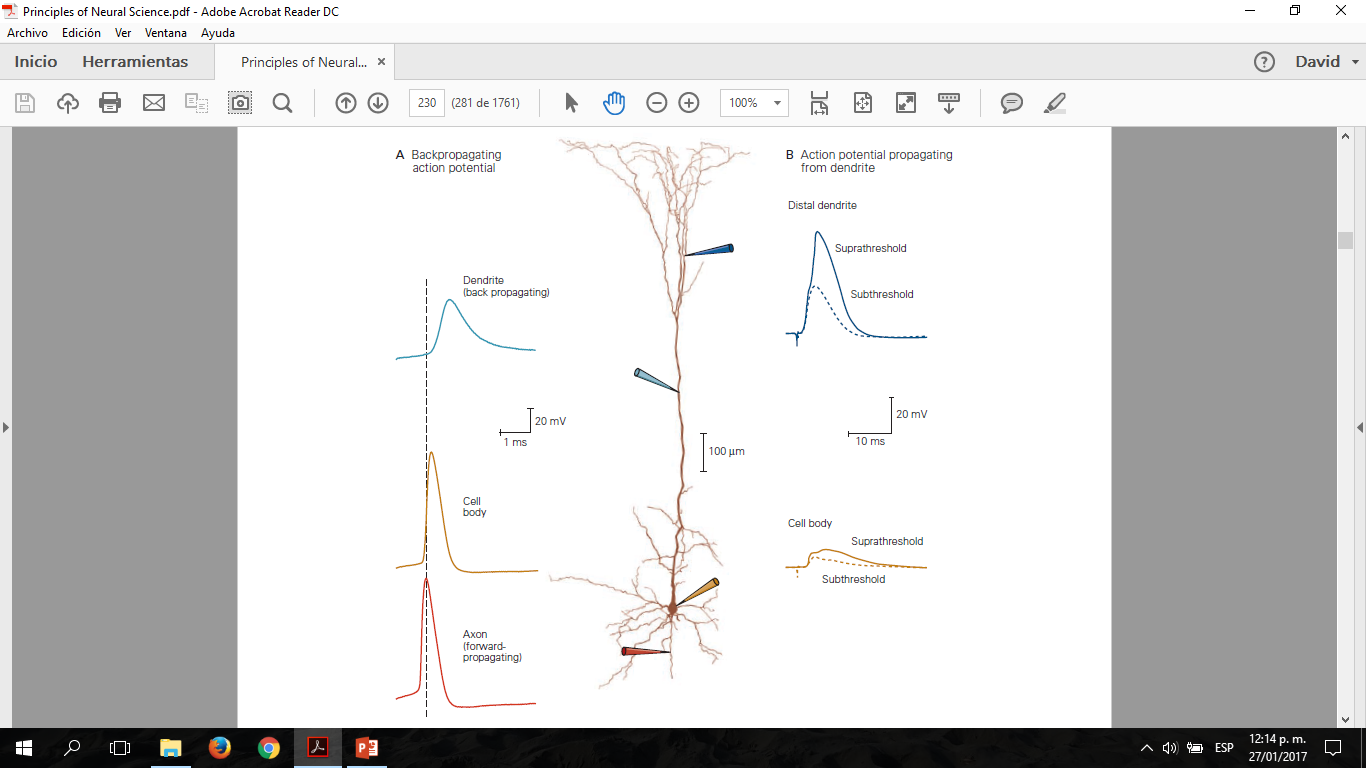 Principles of Neural Science.pdf - Adobe Acrobat Reader DC
Archivo Edición Ver Ventana Ayuda
Inicio Herramientas Principles of Neural... × David
230 (281 de 1761) 100%
A Backpropagating
action potential
B Action potential propagating
from dendrite
Distal dendrite
Suprathreshold
Subthreshold
Dendrite
(back propagating)
20 mV
1 ms
20 mV
10 ms
100 µm
Cell
body
Cell body
Suprathreshold
Subthreshold
Axon
(forward-
propagating)
ESP
12:14 p. m.
27/01/2017